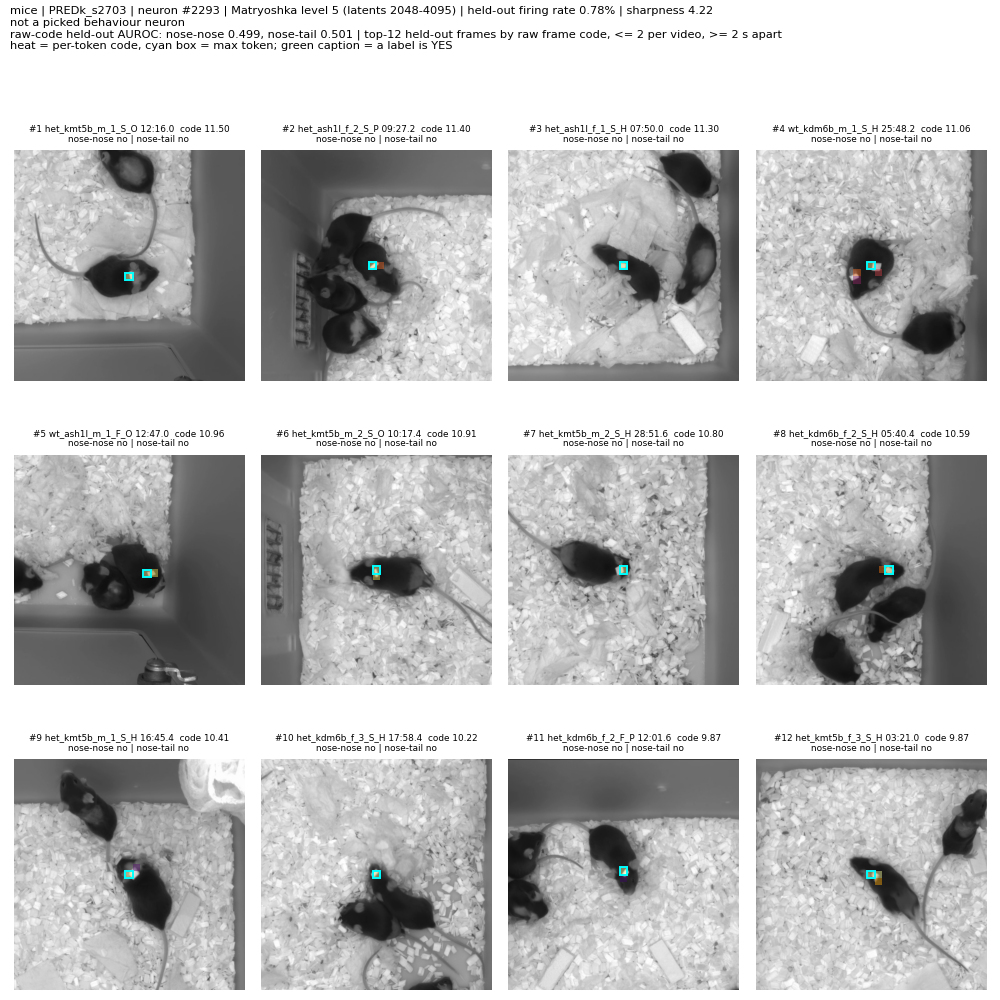 mice | PREDk_s2703 | neuron #2293 | Matryoshka level 5 (latents 2048-4095) | held-out firing rate 0.78% | sharpness 4.22
not a picked behaviour neuron
raw-code held-out AUROC: nose-nose 0.499, nose-tail 0.501 | top-12 held-out frames by raw frame code, <= 2 per video, >= 2 s apart
heat = per-token code, cyan box = max token; green caption = a label is YES
#1 het_kmt5b_m_1_S_O 12:16.0 code 11.50
nose-nose no | nose-tail no
#2 het_ash1l_f_2_S_P 09:27.2 code 11.40
nose-nose no | nose-tail no
#3 het_ash1l_f_1_S_H 07:50.0 code 11.30
nose-nose no | nose-tail no
#4 wt_kdm6b_m_1_S_H 25:48.2 code 11.06
nose-nose no | nose-tail no
#5 wt_ash1l_m_1_F_O 12:47.0 code 10.96
nose-nose no | nose-tail no
#6 het_kmt5b_m_2_S_O 10:17.4 code 10.91
nose-nose no | nose-tail no
#7 het_kmt5b_m_2_S_H 28:51.6 code 10.80
nose-nose no | nose-tail no
#8 het_kdm6b_f_2_S_H 05:40.4 code 10.59
nose-nose no | nose-tail no
#9 het_kmt5b_m_1_S_H 16:45.4 code 10.41
nose-nose no | nose-tail no
#10 het_kdm6b_f_3_S_H 17:58.4 code 10.22
nose-nose no | nose-tail no
#11 het_kdm6b_f_2_F_P 12:01.6 code 9.87
nose-nose no | nose-tail no
#12 het_kmt5b_f_3_S_H 03:21.0 code 9.87
nose-nose no | nose-tail no